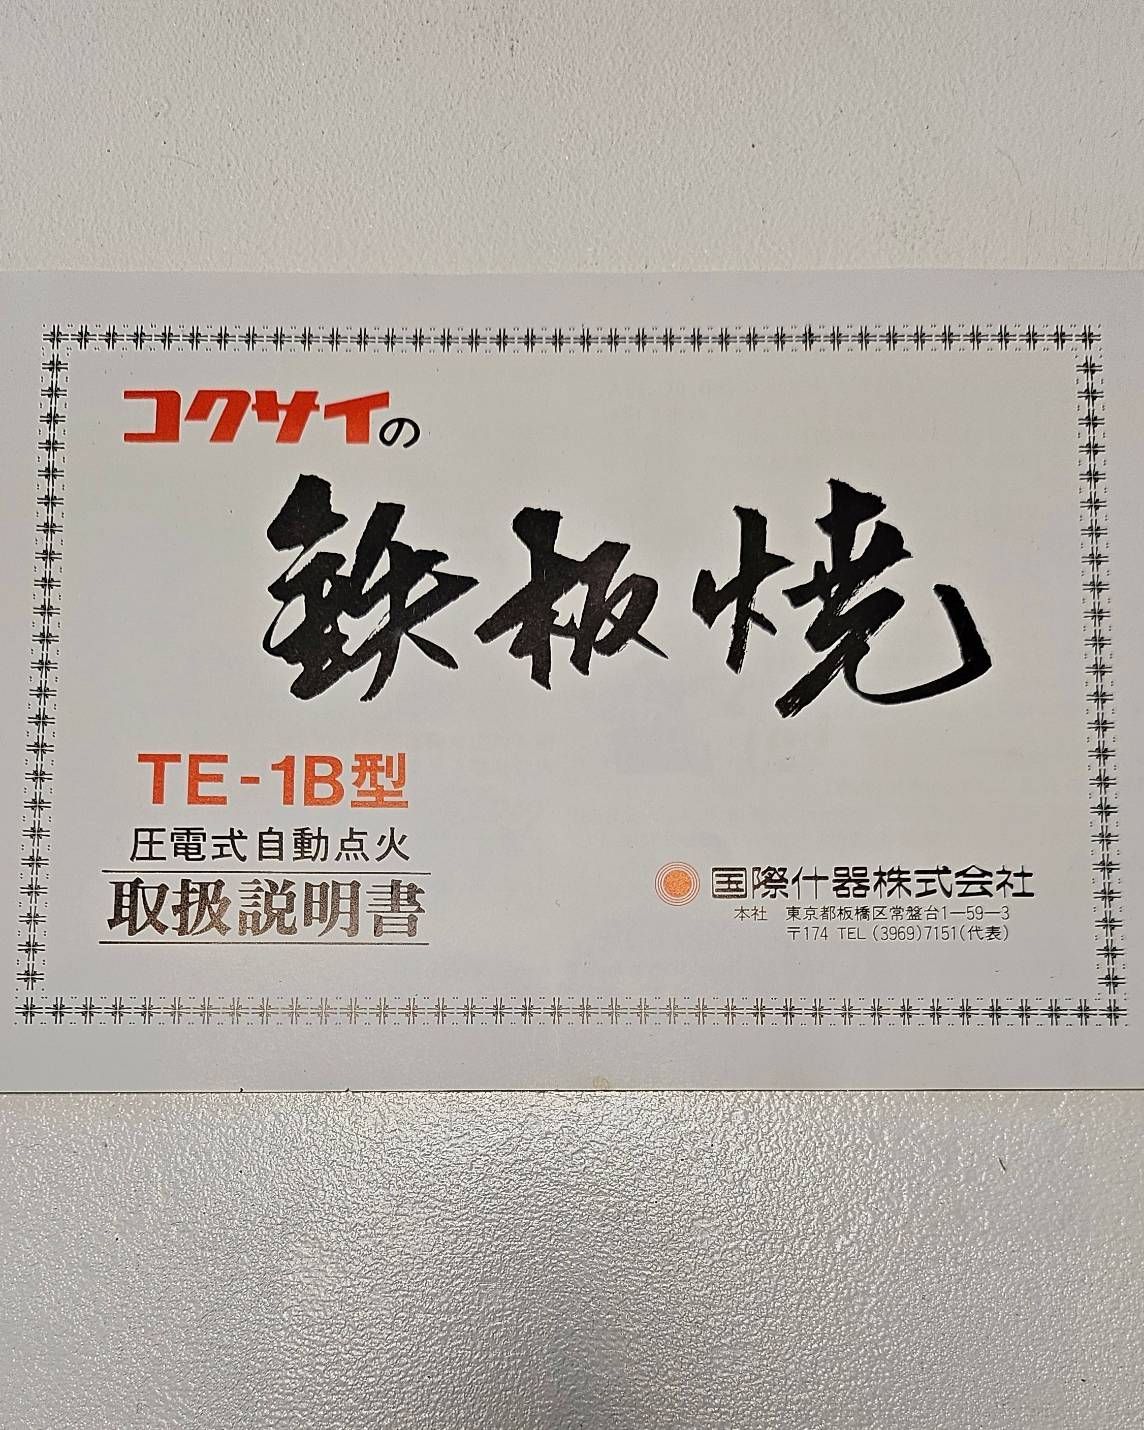 コクサイの
鉄板焼
TE-1B型
圧電式自動点火
取扱説明書
国際什器株式会社
本社 東京都板橋区常盤台1-59-3
〒174 TEL (3969)7151(代表)